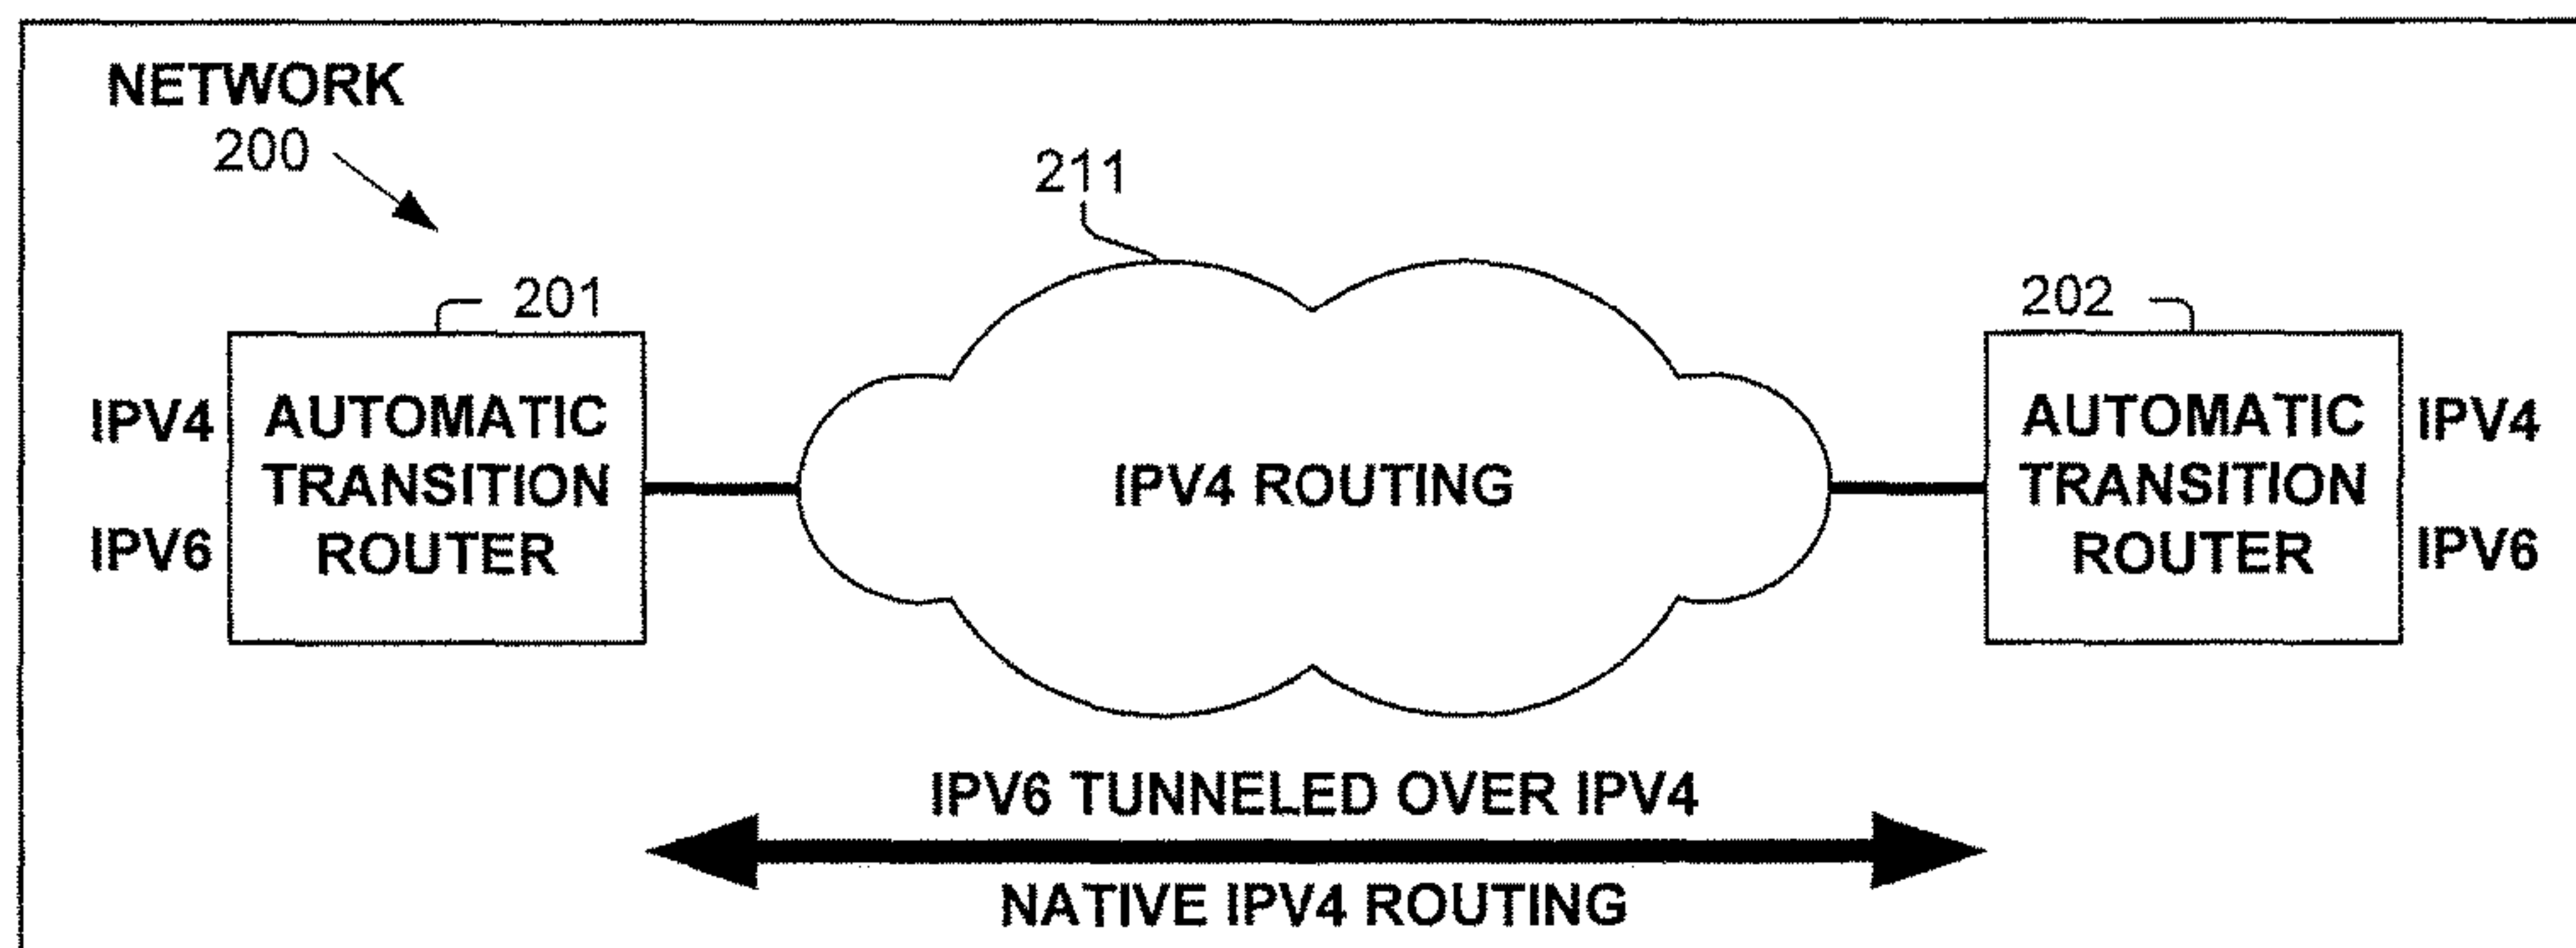 NETWORK
200
211
201
202
IPV4
IPV6
AUTOMATIC
TRANSITION
ROUTER
IPV4 ROUTING
AUTOMATIC
TRANSITION
ROUTER
IPV4
IPV6
IPV6 TUNNELED OVER IPV4
NATIVE IPV4 ROUTING